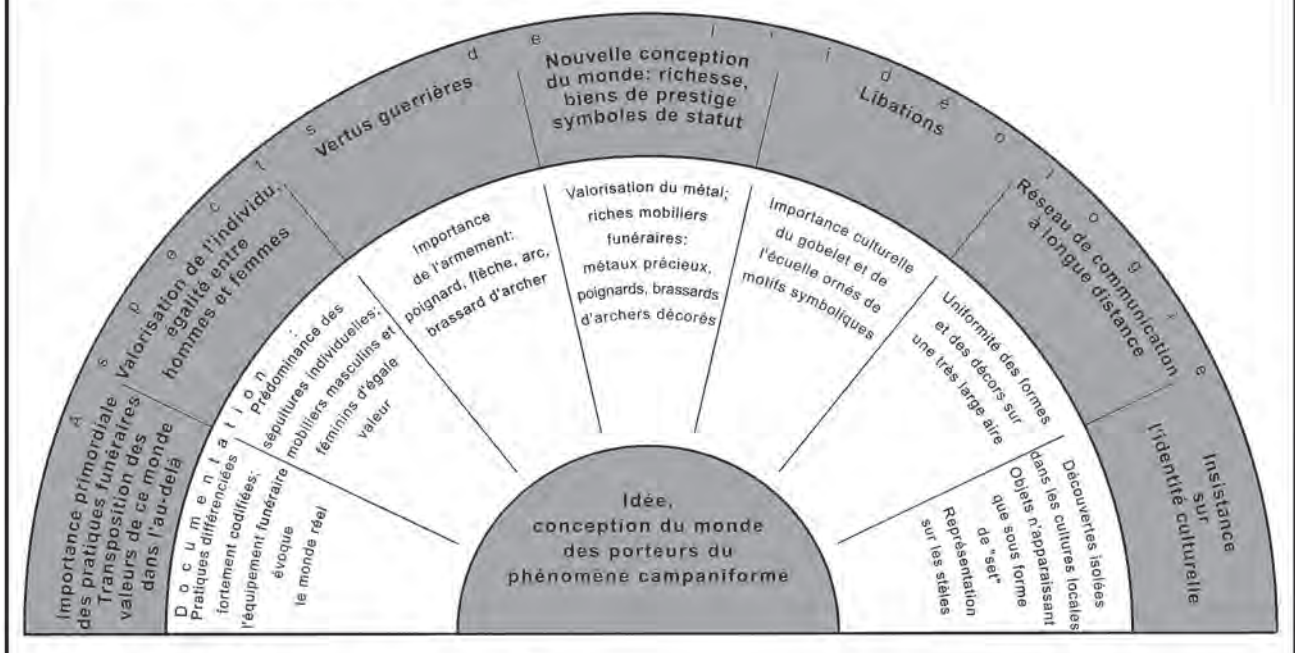 Aspects de l'idéologie
Importance primordiale
des pratiques funéraires
Transposition des
valeurs de ce monde
dans l'au-delà
Valorisation de l'individu,
égalité entre
hommes et femmes
Vertus guerrières
Nouvelle conception
du monde: richesse,
biens de prestige
symboles de statut
Libations
Réseau de communication
à longue distance
Insistance
sur
l'identité culturelle
Documentation :
Pratiques différenciées
fortement codifiées;
l'équipement funéraire
évoque
le monde réel
Prédominance des
sépultures individuelles;
mobiliers masculins et
féminins d'égale
valeur
Importance
de l'armement:
poignard, flèche, arc,
brassard d'archer
Valorisation du métal;
riches mobiliers
funéraires:
métaux précieux,
poignards, brassards
d'archers décorés
Importance culturelle
du gobelet et de
l'écuelle ornés de
motifs symboliques
Uniformité des formes
et des décors sur
une très large aire
Découvertes isolées
dans les cultures locales
Objets n'apparaissant
que sous forme
de "set"
Représentation
sur les stèles
Idée,
conception du monde
des porteurs du
phénomène campaniforme